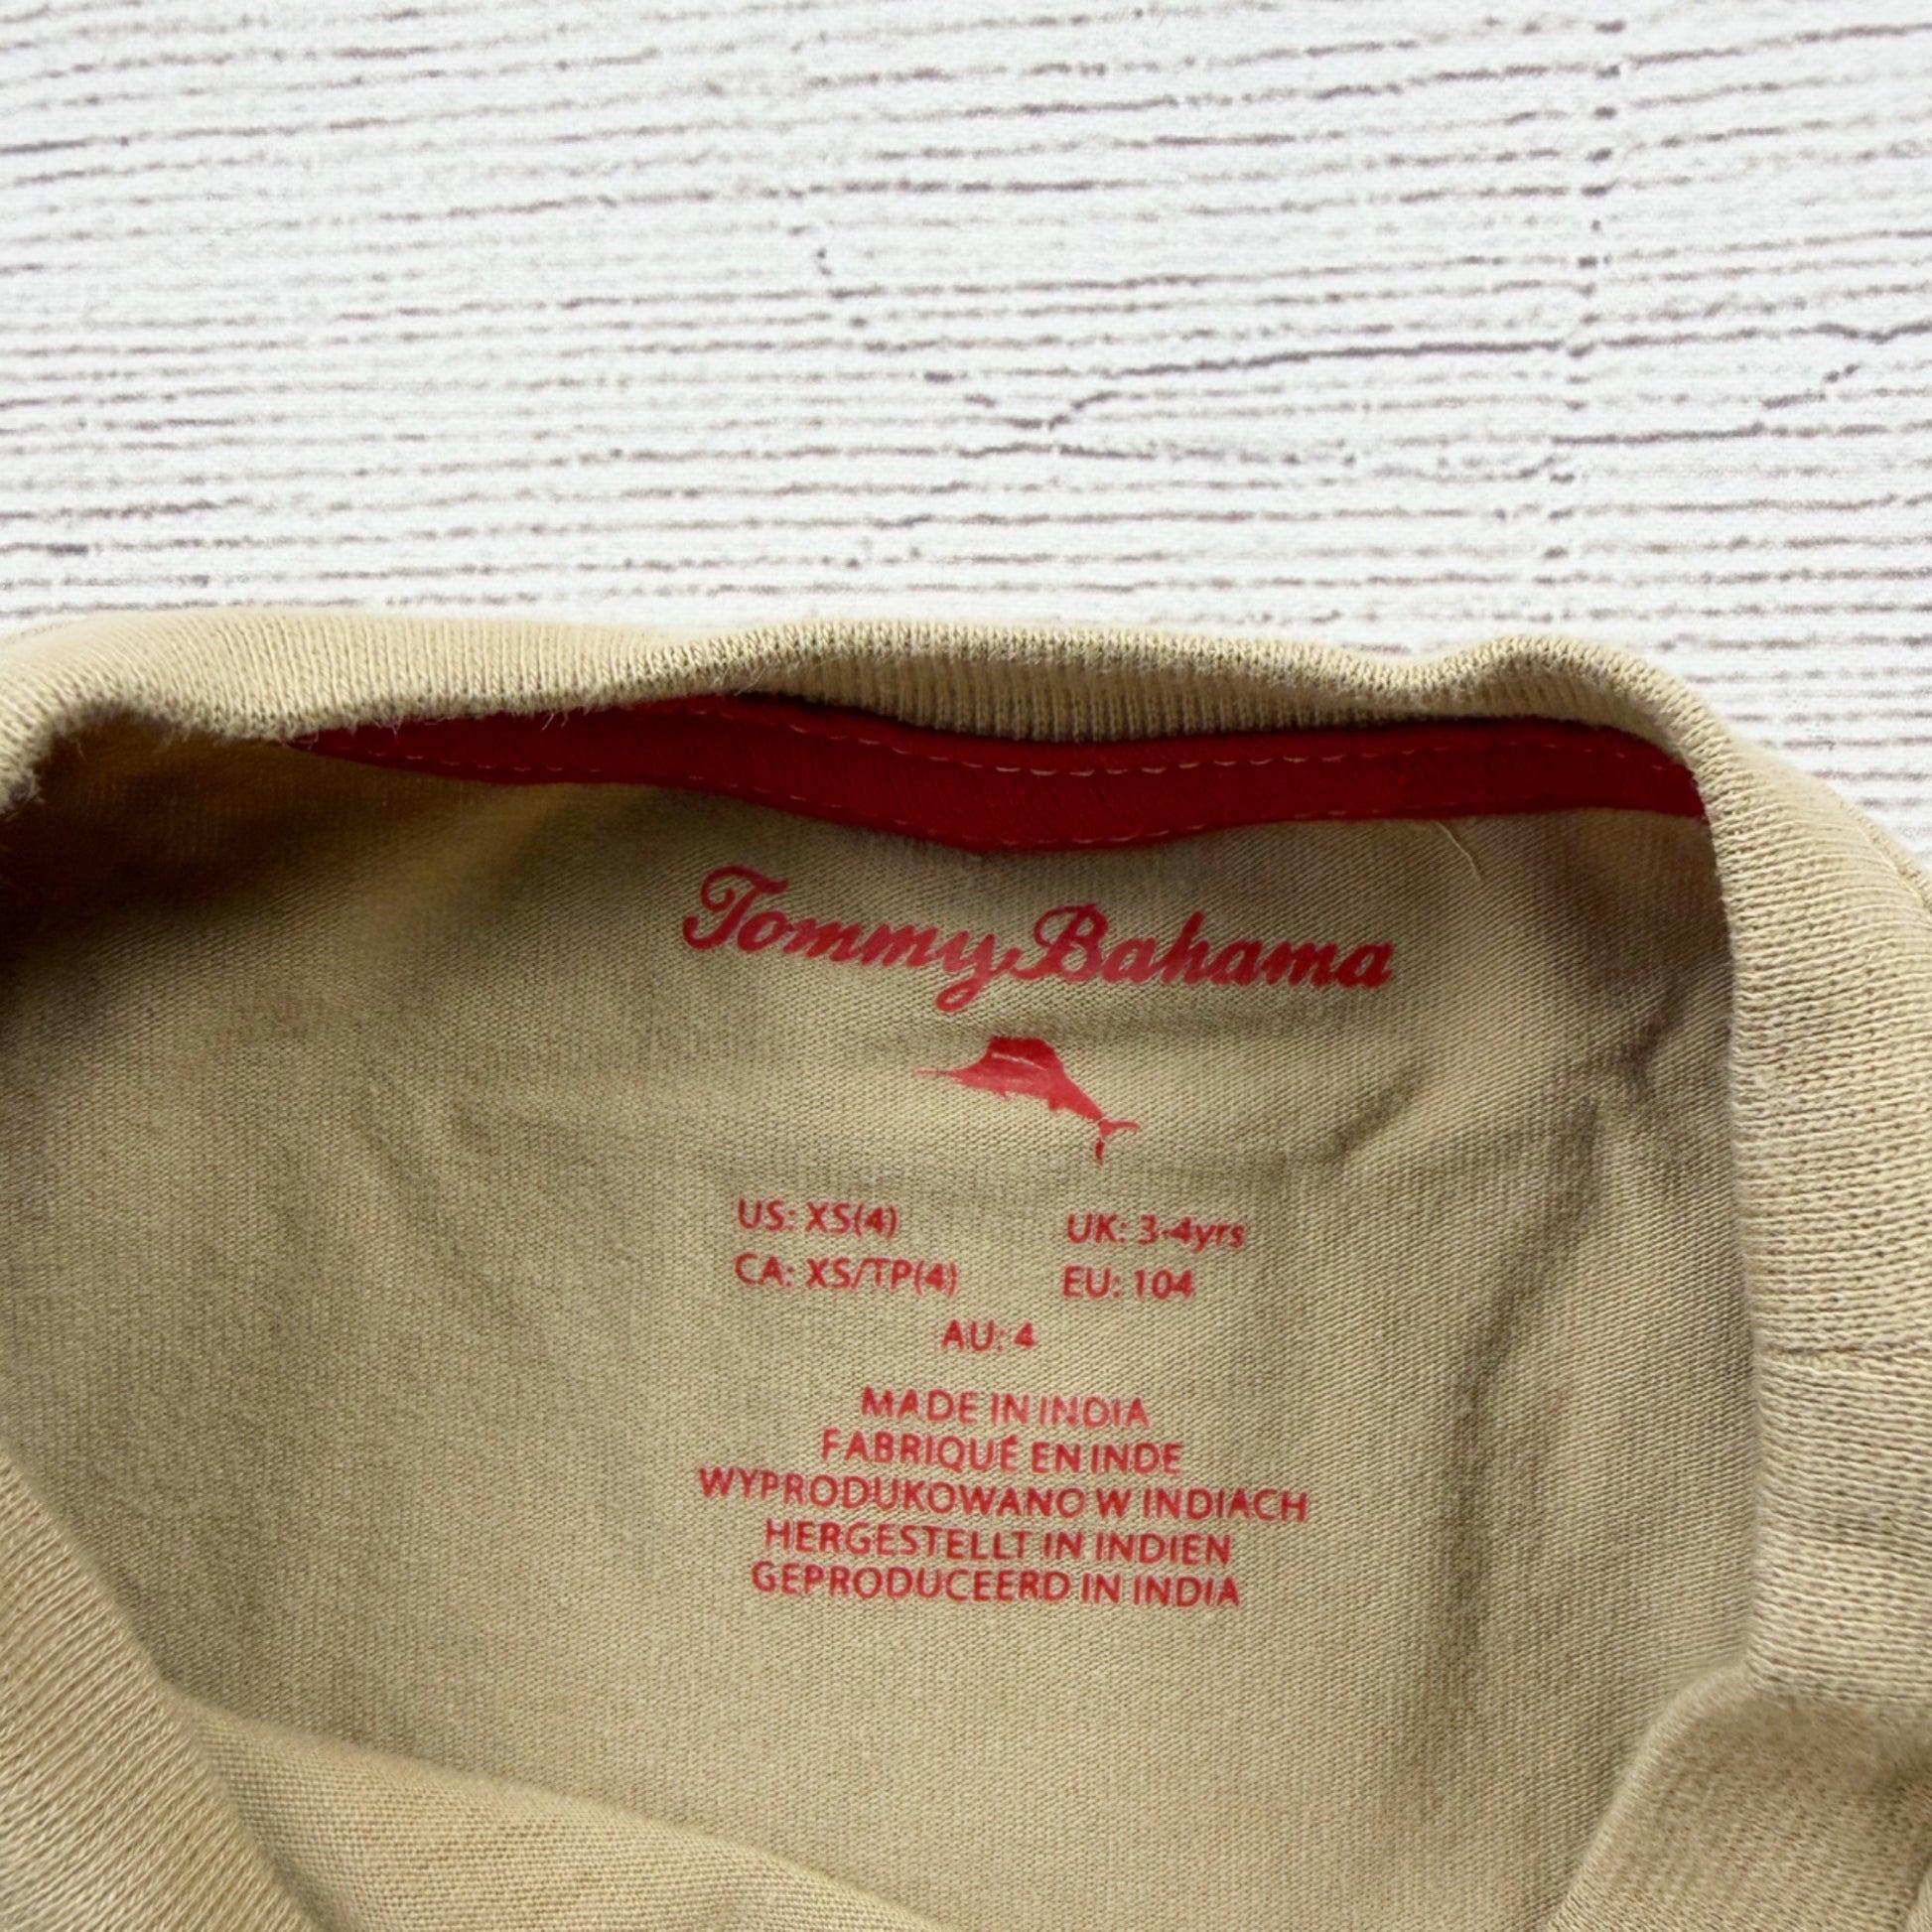 Tommy Bahama
US: XS(4) UK: 3-4yrs
CA: XS/TP(4) EU: 104
AU: 4
MADE IN INDIA
FABRIQUÉ EN INDE
WYPRODUKOWANO W INDIACH
HERGESTELLT IN INDIEN
GEPRODUCEERD IN INDIA